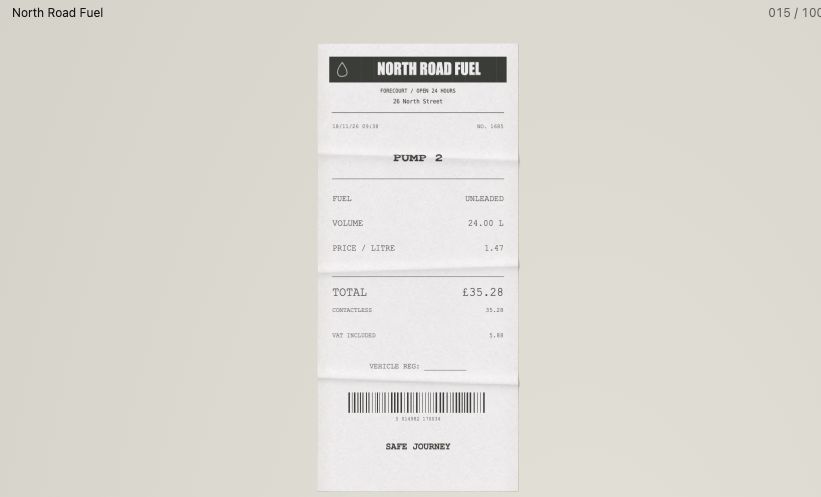 North Road Fuel
015 / 100
NORTH ROAD FUEL
FORECOURT / OPEN 24 HOURS
26 North Street
18/11/26 09:38 NO. 1685
PUMP 2
FUEL UNLEADED
VOLUME 24.00 L
PRICE / LITRE 1.47
TOTAL £35.28
CONTACTLESS 35.28
VAT INCLUDED 5.88
VEHICLE REG: _________
SAFE JOURNEY